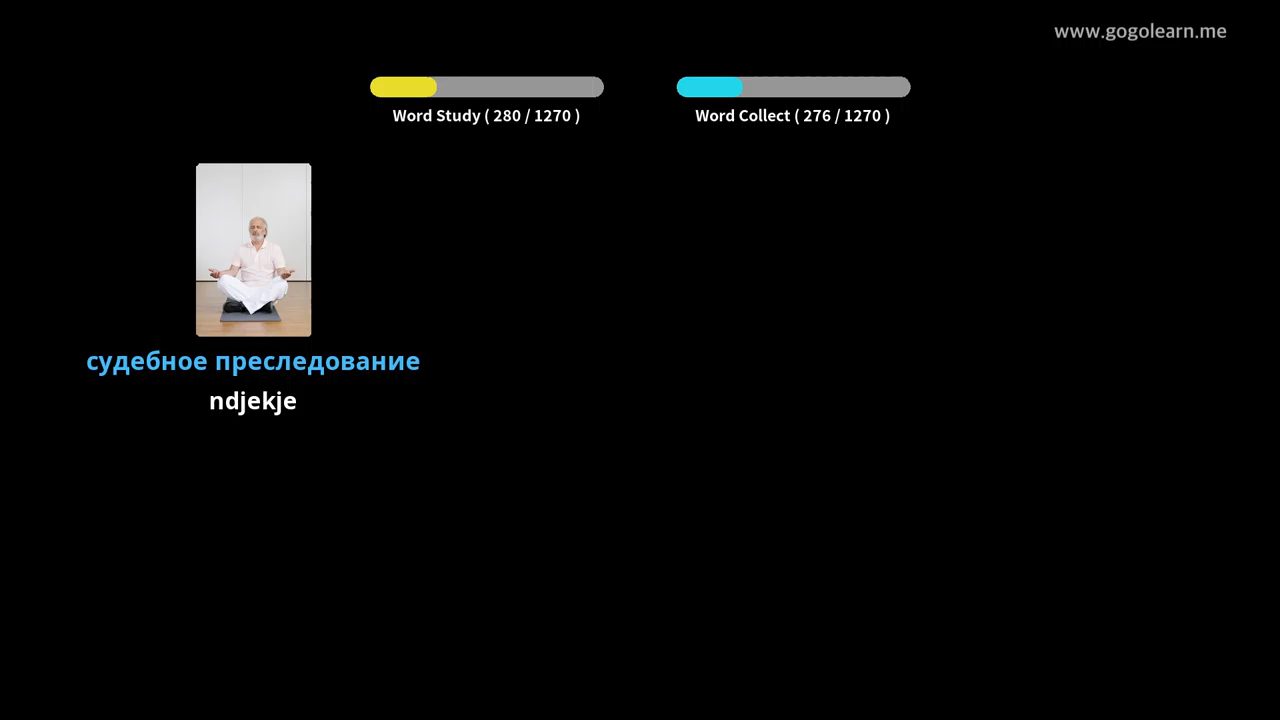 www.gogolearn.me
Word Study ( 280 / 1270 )
Word Collect ( 276 / 1270 )
судебное преследование
ndjekje